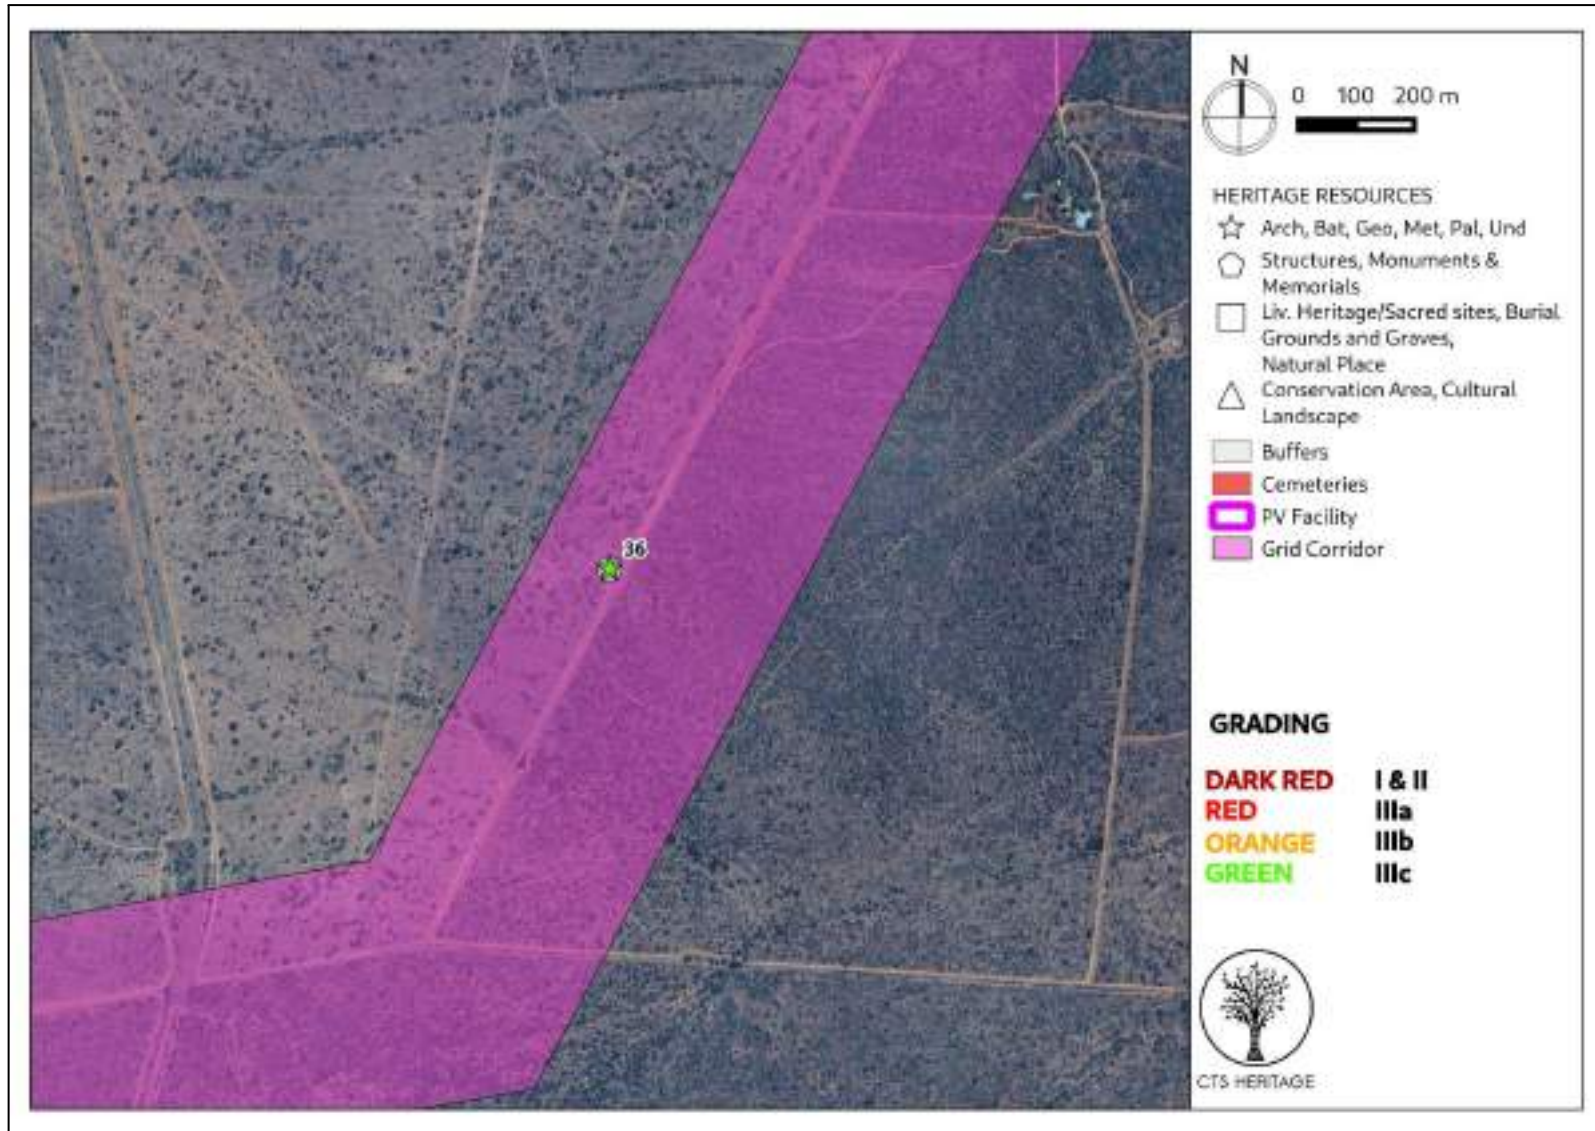 36
N
0 100 200 m
HERITAGE RESOURCES
Arch, Bat, Geo, Met, Pal, Und
Structures, Monuments &
Memorials
Liv. Heritage/Sacred sites, Burial
Grounds and Graves,
Natural Place
Conservation Area, Cultural
Landscape
Buffers
Cemeteries
PV Facility
Grid Corridor
GRADING
DARK RED I & II
RED IIIa
ORANGE IIIb
GREEN IIIc
CTS HERITAGE